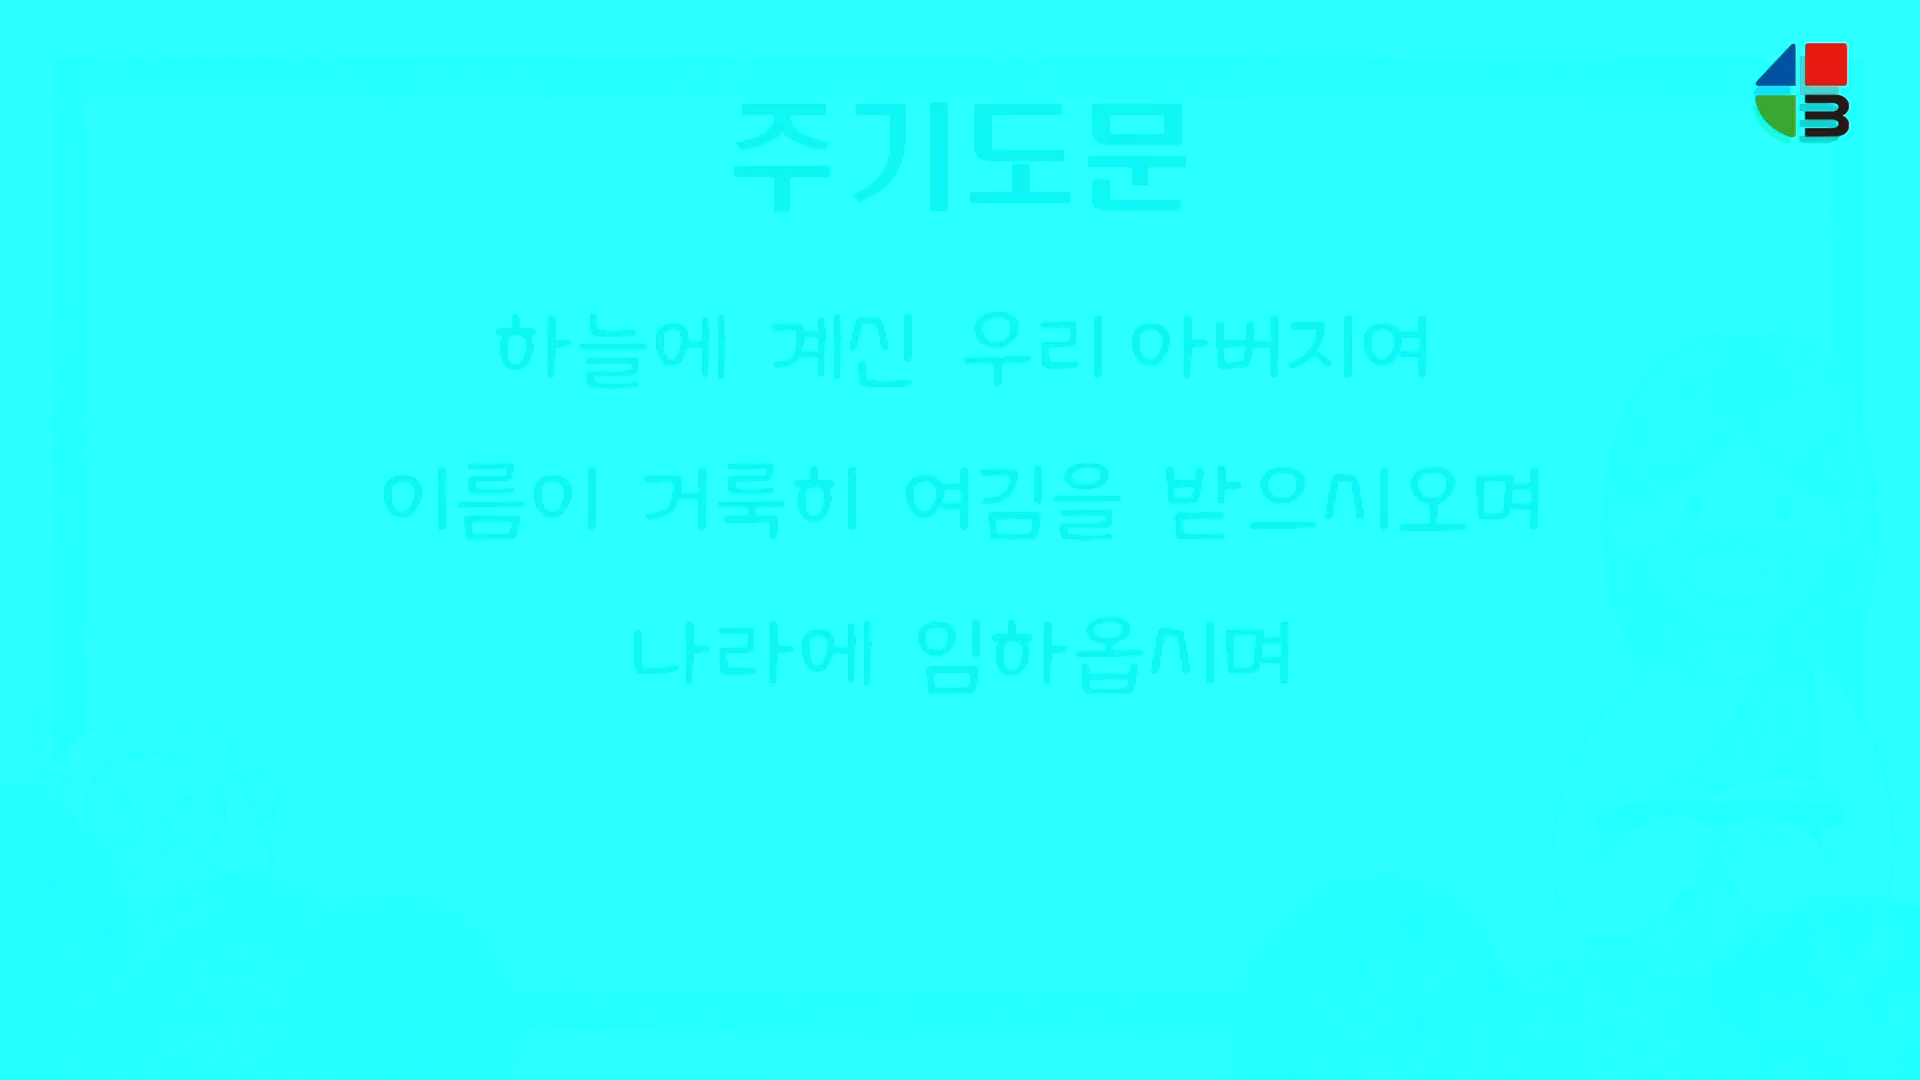 주기도문
하늘에 계신 우리 아버지여
이름이 거룩히 여김을 받으시오며
나라에 임하옵시며